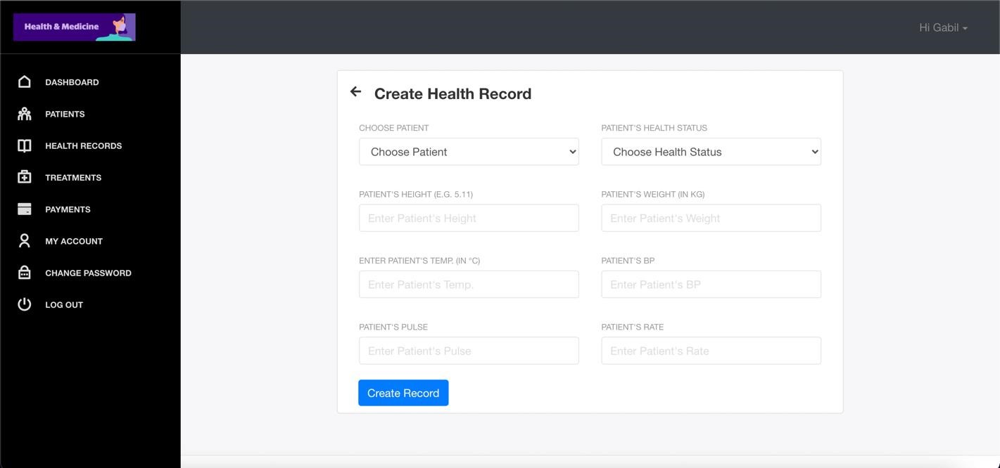 Health & Medicine
Hi Gabil
DASHBOARD
PATIENTS
HEALTH RECORDS
TREATMENTS
PAYMENTS
MY ACCOUNT
CHANGE PASSWORD
LOG OUT
Create Health Record
CHOOSE PATIENT
Choose Patient
PATIENT'S HEALTH STATUS
Choose Health Status
PATIENT'S HEIGHT (E.G. 5.11)
Enter Patient's Height
PATIENT'S WEIGHT (IN KG)
Enter Patient's Weight
ENTER PATIENT'S TEMP. (IN °C)
Enter Patient's Temp.
PATIENT'S BP
Enter Patient's BP
PATIENT'S PULSE
Enter Patient's Pulse
PATIENT'S RATE
Enter Patient's Rate
Create Record